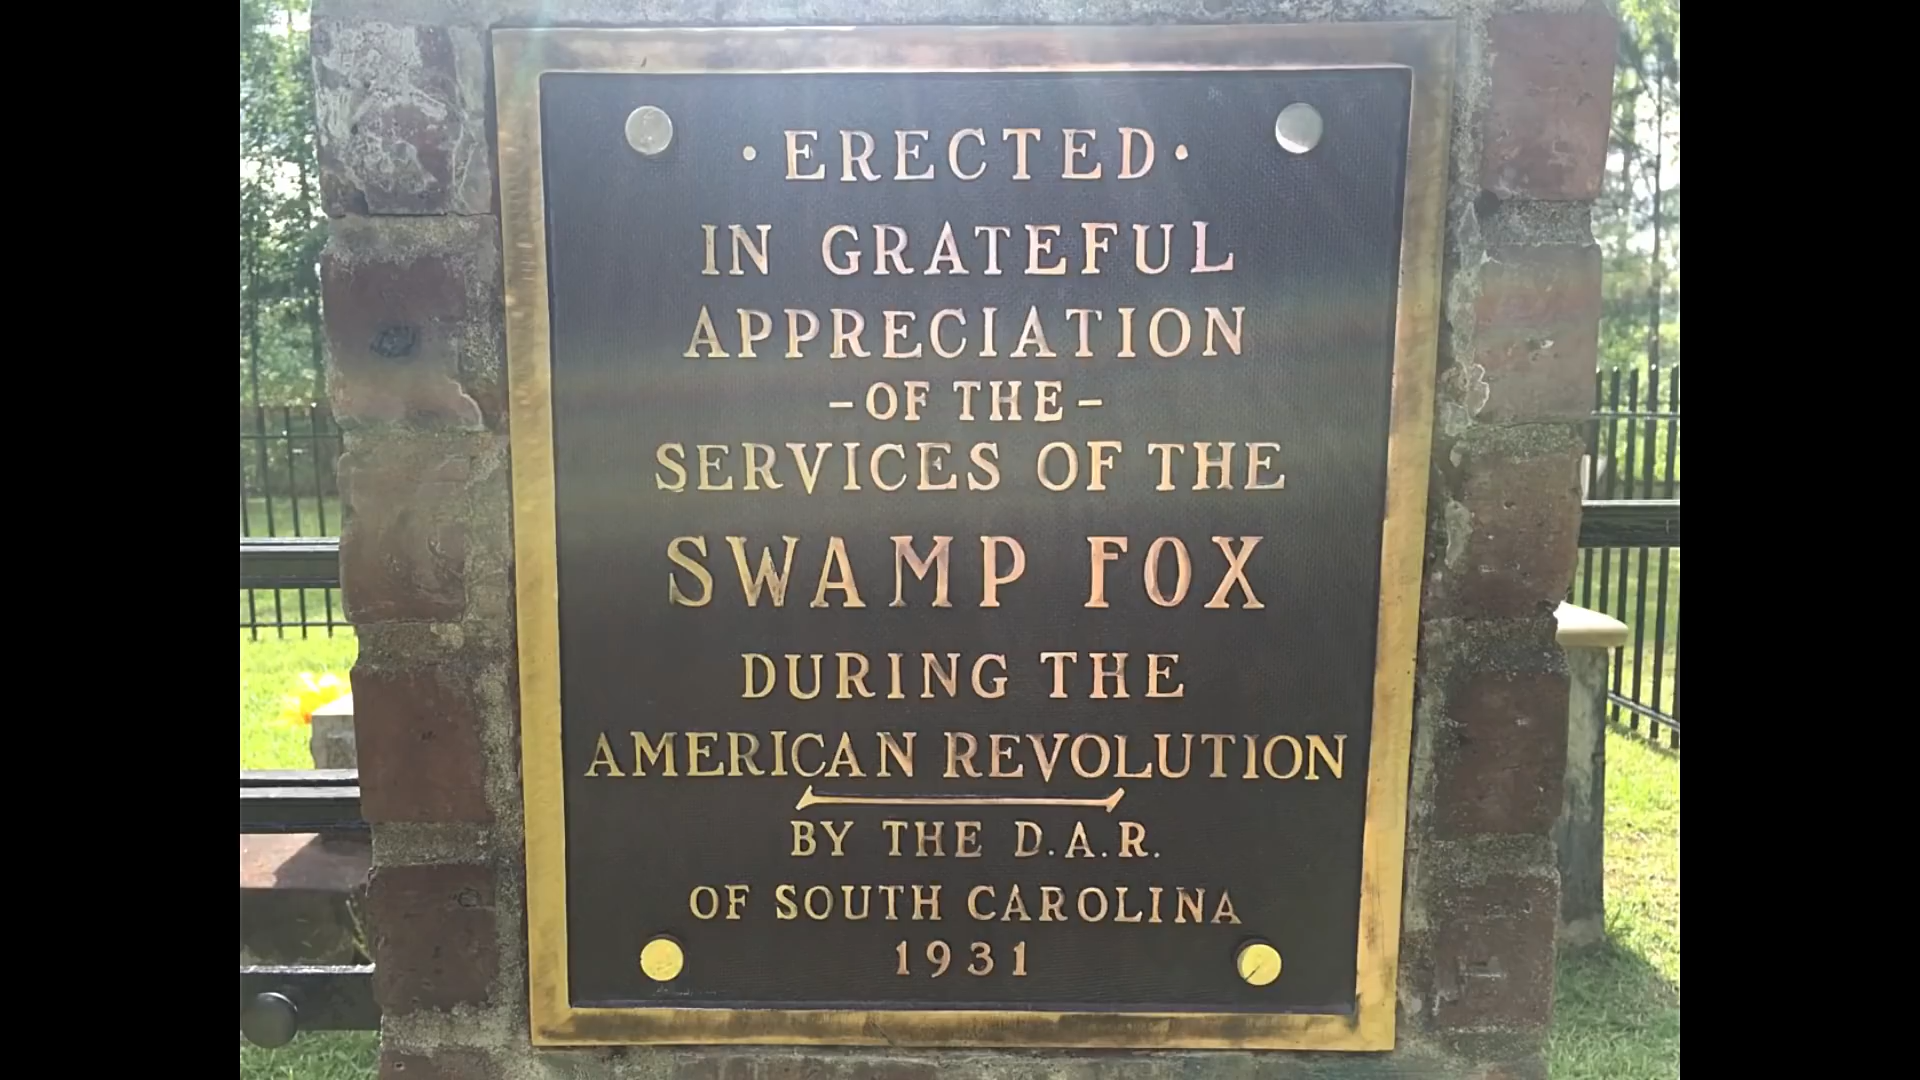 ·ERECTED·
IN GRATEFUL
APPRECIATION
-OF THE-
SERVICES OF THE
SWAMP FOX
DURING THE
AMERICAN REVOLUTION
BY THE D.A.R.
OF SOUTH CAROLINA
1931